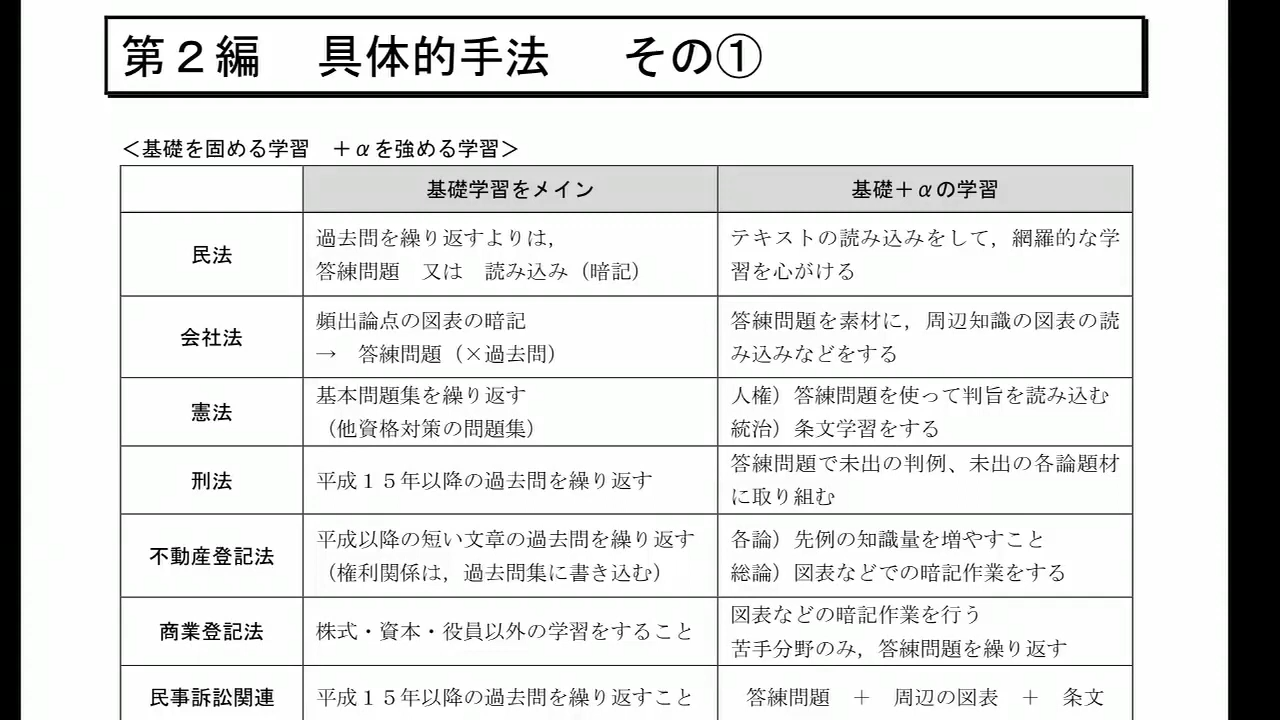 第２編　具体的手法　その①
＜基礎を固める学習　＋αを強める学習＞
基礎学習をメイン
基礎＋αの学習
民法
過去問を繰り返すよりは，
答練問題　又は　読み込み（暗記）
テキストの読み込みをして，網羅的な学
習を心がける
会社法
頻出論点の図表の暗記
→　答練問題（×過去問）
答練問題を素材に，周辺知識の図表の読
み込みなどをする
憲法
基本問題集を繰り返す
（他資格対策の問題集）
人権）答練問題を使って判旨を読み込む
統治）条文学習をする
刑法
平成１５年以降の過去問を繰り返す
答練問題で未出の判例、未出の各論題材
に取り組む
不動産登記法
平成以降の短い文章の過去問を繰り返す
（権利関係は，過去問集に書き込む）
各論）先例の知識量を増やすこと
総論）図表などでの暗記作業をする
商業登記法
株式・資本・役員以外の学習をすること
図表などの暗記作業を行う
苦手分野のみ，答練問題を繰り返す
民事訴訟関連
平成１５年以降の過去問を繰り返すこと
答練問題　＋　周辺の図表　＋　条文